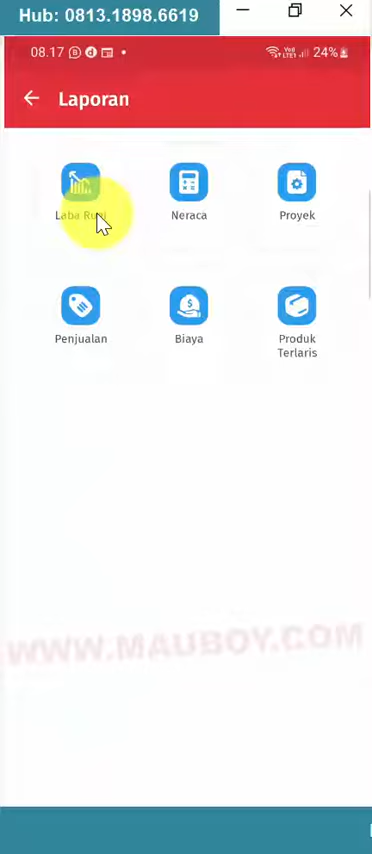 Hub: 0813.1898.6619
08.17 24%
Laporan
Laba Rugi Neraca Proyek
Penjualan Biaya Produk
Terlaris
WWW.MAUBOY.COM